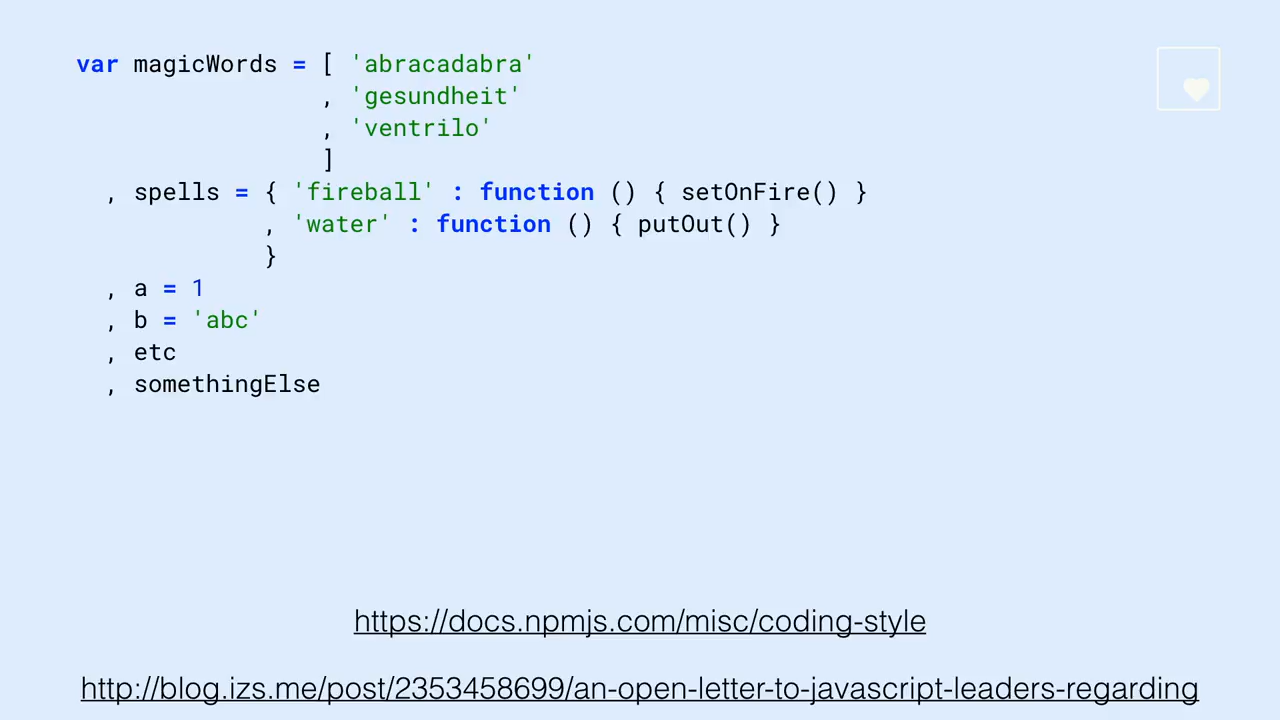 var magicWords = [ 'abracadabra'
                 , 'gesundheit'
                 , 'ventrilo'
                 ]
  , spells = { 'fireball' : function () { setOnFire() }
             , 'water' : function () { putOut() }
             }
  , a = 1
  , b = 'abc'
  , etc
  , somethingElse
https://docs.npmjs.com/misc/coding-style
http://blog.izs.me/post/2353458699/an-open-letter-to-javascript-leaders-regarding